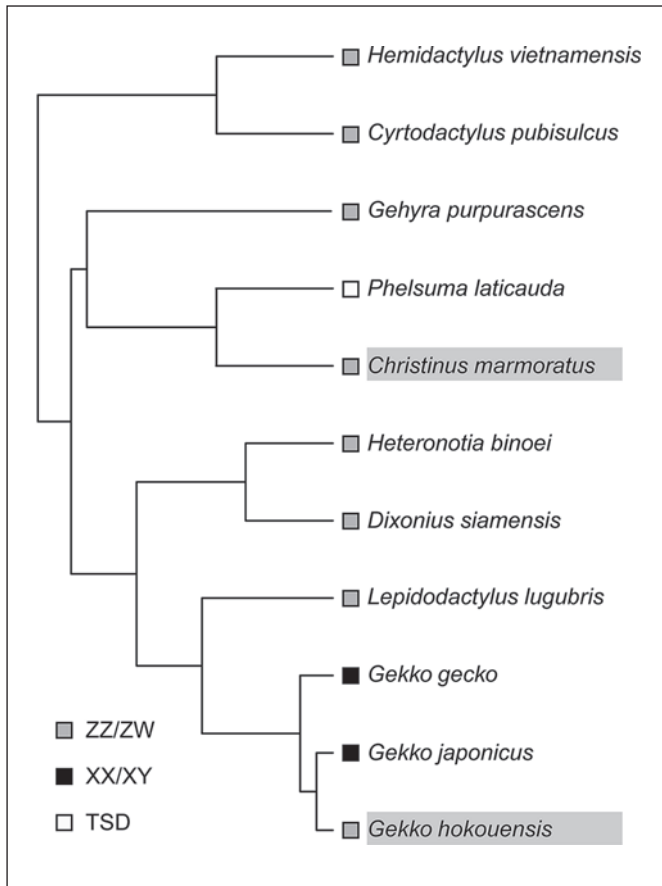 Hemidactylus vietnamensis
Cyrtodactylus pubisulcus
Gehyra purpurascens
Phelsuma laticauda
Christinus marmoratus
Heteronotia binoei
Dixonius siamensis
Lepidodactylus lugubris
Gekko gecko
Gekko japonicus
Gekko hokouensis
ZZ/ZW
XX/XY
TSD